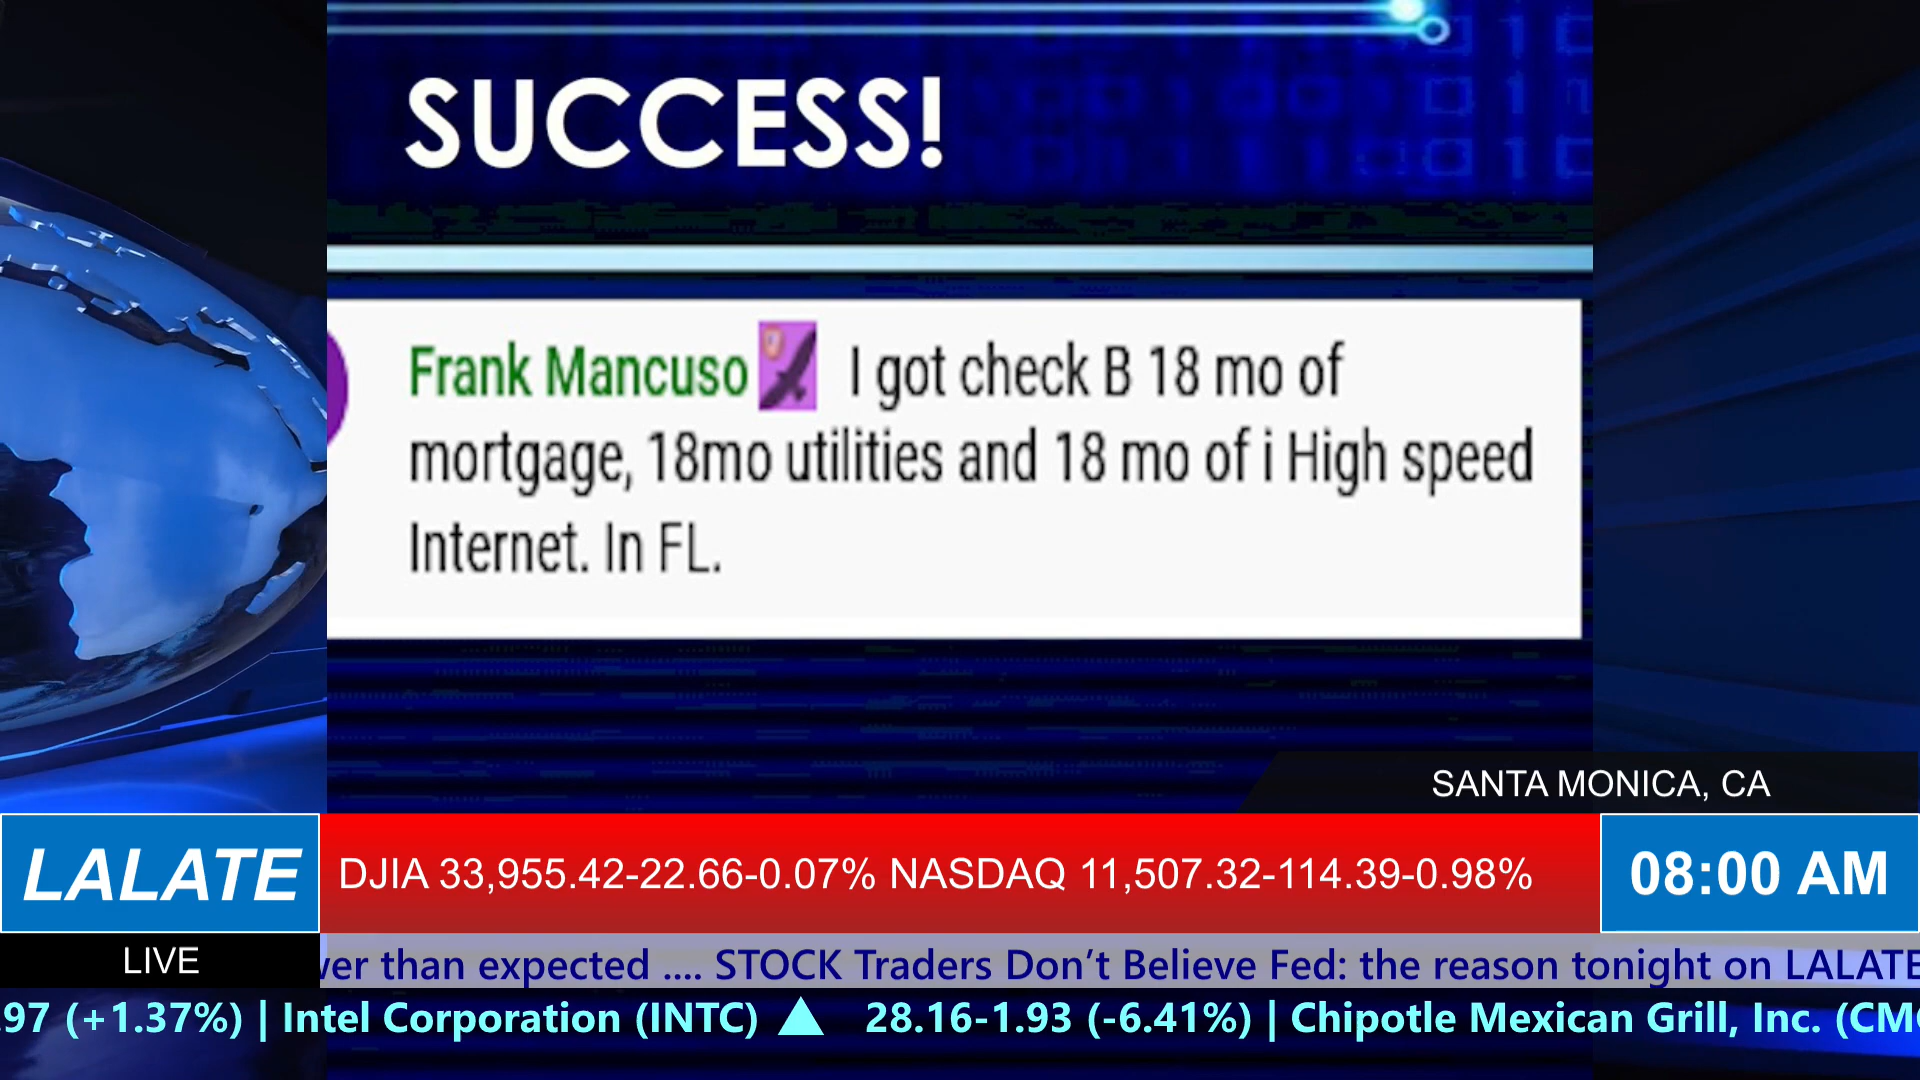 SUCCESS!
Frank Mancuso I got check B 18 mo of
mortgage, 18mo utilities and 18 mo of i High speed
Internet. In FL.
SANTA MONICA, CA
LALATE
DJIA 33,955.42-22.66-0.07% NASDAQ 11,507.32-114.39-0.98%
08:00 AM
LIVE
than expected .... STOCK Traders Don’t Believe Fed: the reason tonight on LALATE
97 (+1.37%) | Intel Corporation (INTC) ▲ 28.16-1.93 (-6.41%) | Chipotle Mexican Grill, Inc. (CM